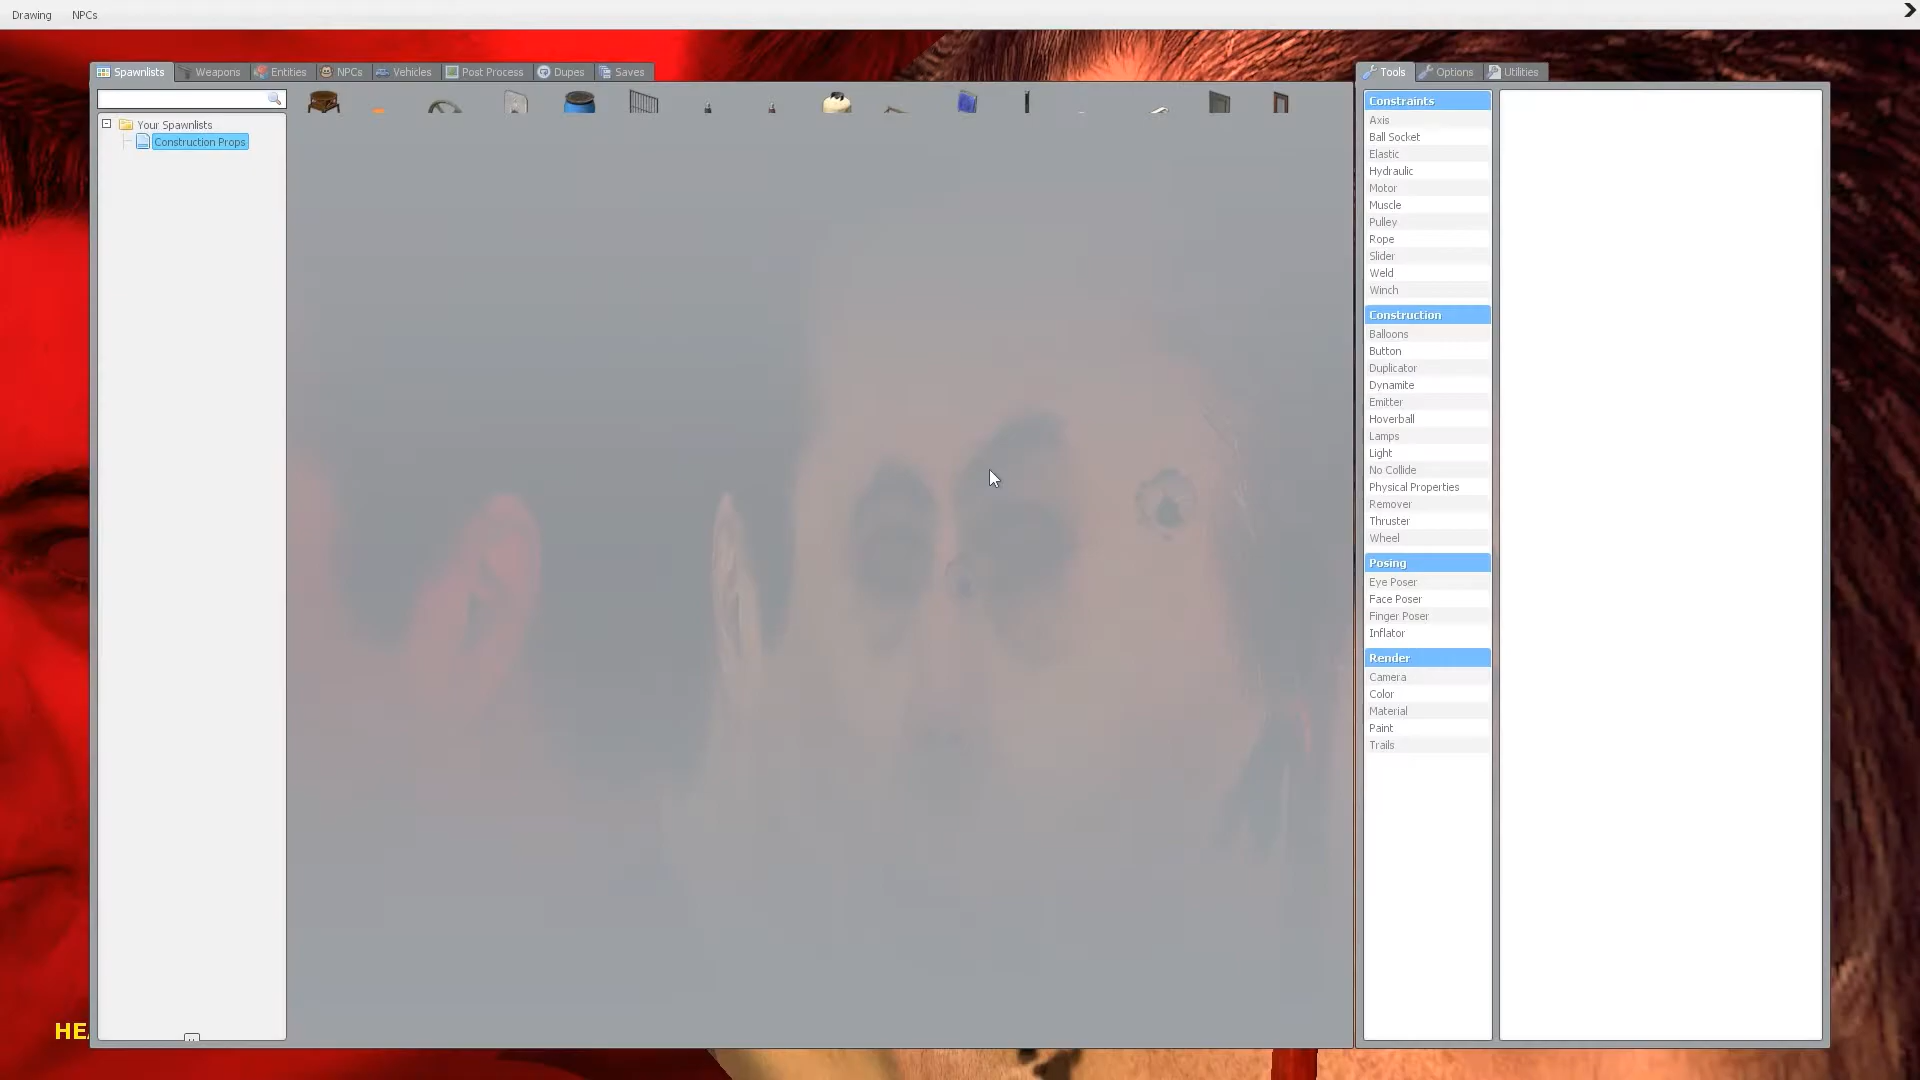 Drawing NPCs
Spawnlists Weapons Entities NPCs Vehicles Post Process Dupes Saves
Your Spawnlists
Construction Props
HEA
Tools Options Utilities
Constraints
Axis
Ball Socket
Elastic
Hydraulic
Motor
Muscle
Pulley
Rope
Slider
Weld
Winch
Construction
Balloons
Button
Duplicator
Dynamite
Emitter
Hoverball
Lamps
Light
No Collide
Physical Properties
Remover
Thruster
Wheel
Posing
Eye Poser
Face Poser
Finger Poser
Inflator
Render
Camera
Color
Material
Paint
Trails